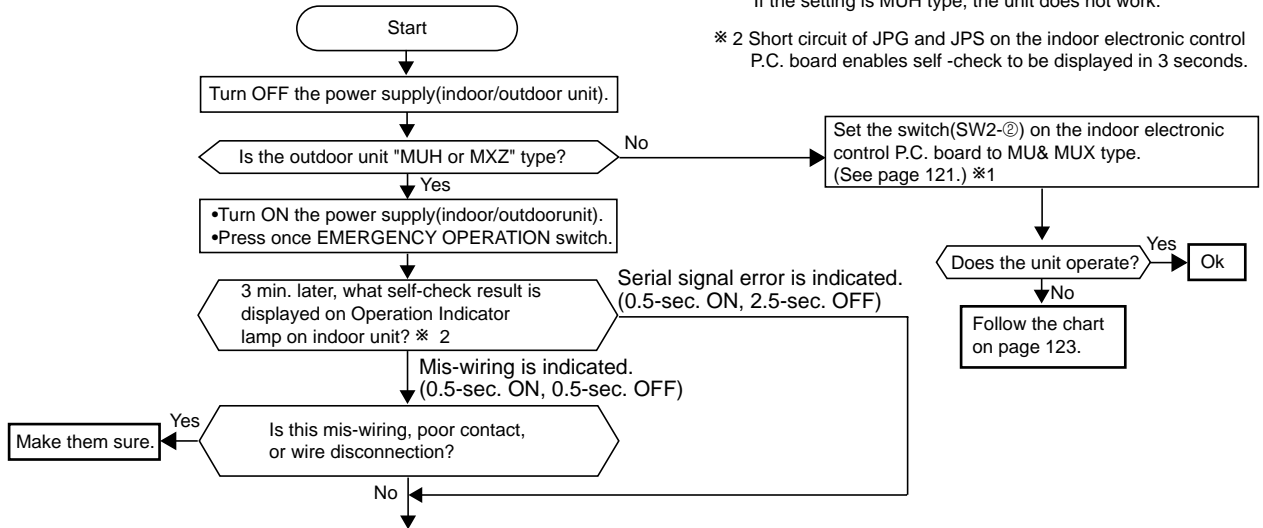 If the setting is MUH type, the unit does not work.
※ 2 Short circuit of JPG and JPS on the indoor electronic control
P.C. board enables self -check to be displayed in 3 seconds.
Start
Turn OFF the power supply(indoor/outdoor unit).
Is the outdoor unit "MUH or MXZ" type?
No
Set the switch(SW2-②) on the indoor electronic
control P.C. board to MU& MUX type.
(See page 121.) ※1
Yes
•Turn ON the power supply(indoor/outdoorunit).
•Press once EMERGENCY OPERATION switch.
Does the unit operate?
Yes
Ok
No
Follow the chart
on page 123.
3 min. later, what self-check result is
displayed on Operation Indicator
lamp on indoor unit? ※ 2
Serial signal error is indicated.
(0.5-sec. ON, 2.5-sec. OFF)
Mis-wiring is indicated.
(0.5-sec. ON, 0.5-sec. OFF)
Is this mis-wiring, poor contact,
or wire disconnection?
Yes
Make them sure.
No